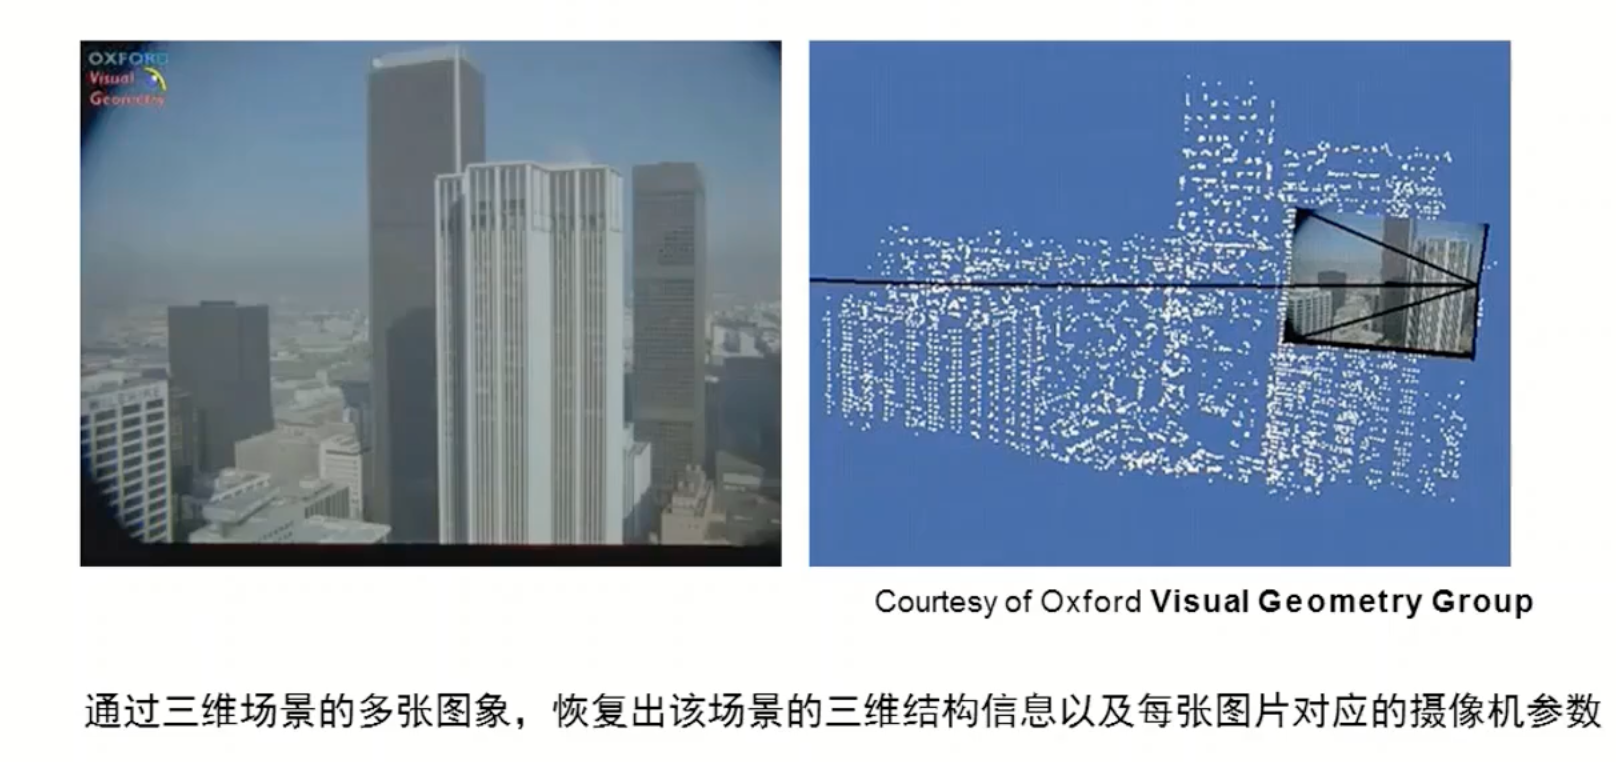 OXFORD
Visual
Geometry
Courtesy of Oxford Visual Geometry Group
通过三维场景的多张图象，恢复出该场景的三维结构信息以及每张图片对应的摄像机参数